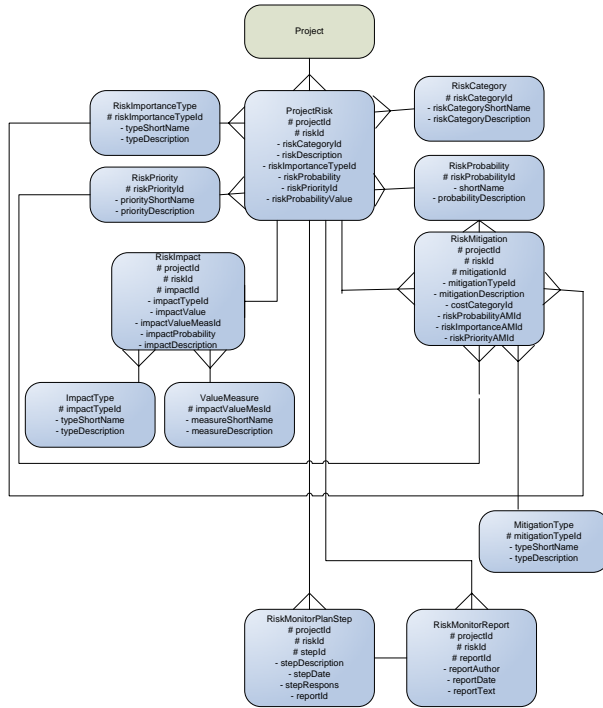 Project
RiskImportanceType
# riskImportanceTypeId
- typeShortName
- typeDescription
ProjectRisk
# projectId
# riskId
- riskCategoryId
- riskDescription
- riskImportanceTypeId
- riskProbability
- riskPriorityId
- riskProbabilityValue
RiskCategory
# riskCategoryId
- riskCategoryShortName
- riskCategoryDescription
RiskPriority
# riskPriorityId
- priorityShortName
- priorityDescription
RiskProbability
# riskProbabilityId
- shortName
- probabilityDescription
RiskImpact
# projectId
# riskId
# impactId
- impactTypeId
- impactValue
- impactValueMeasId
- impactProbability
- impactDescription
RiskMitigation
# projectId
# riskId
# mitigationId
- mitigationTypeId
- mitigationDescription
- costCategoryId
- riskProbabilityAMId
- riskImportanceAMId
- riskPriorityAMId
ImpactType
# impactTypeId
- typeShortName
- typeDescription
ValueMeasure
# impactValueMesId
- measureShortName
- measureDescription
MitigationType
# mitigationTypeId
- typeShortName
- typeDescription
RiskMonitorPlanStep
# projectId
# riskId
# stepId
- stepDescription
- stepDate
- stepRespons
- reportId
RiskMonitorReport
# projectId
# riskId
# reportId
- reportAuthor
- reportDate
- reportText